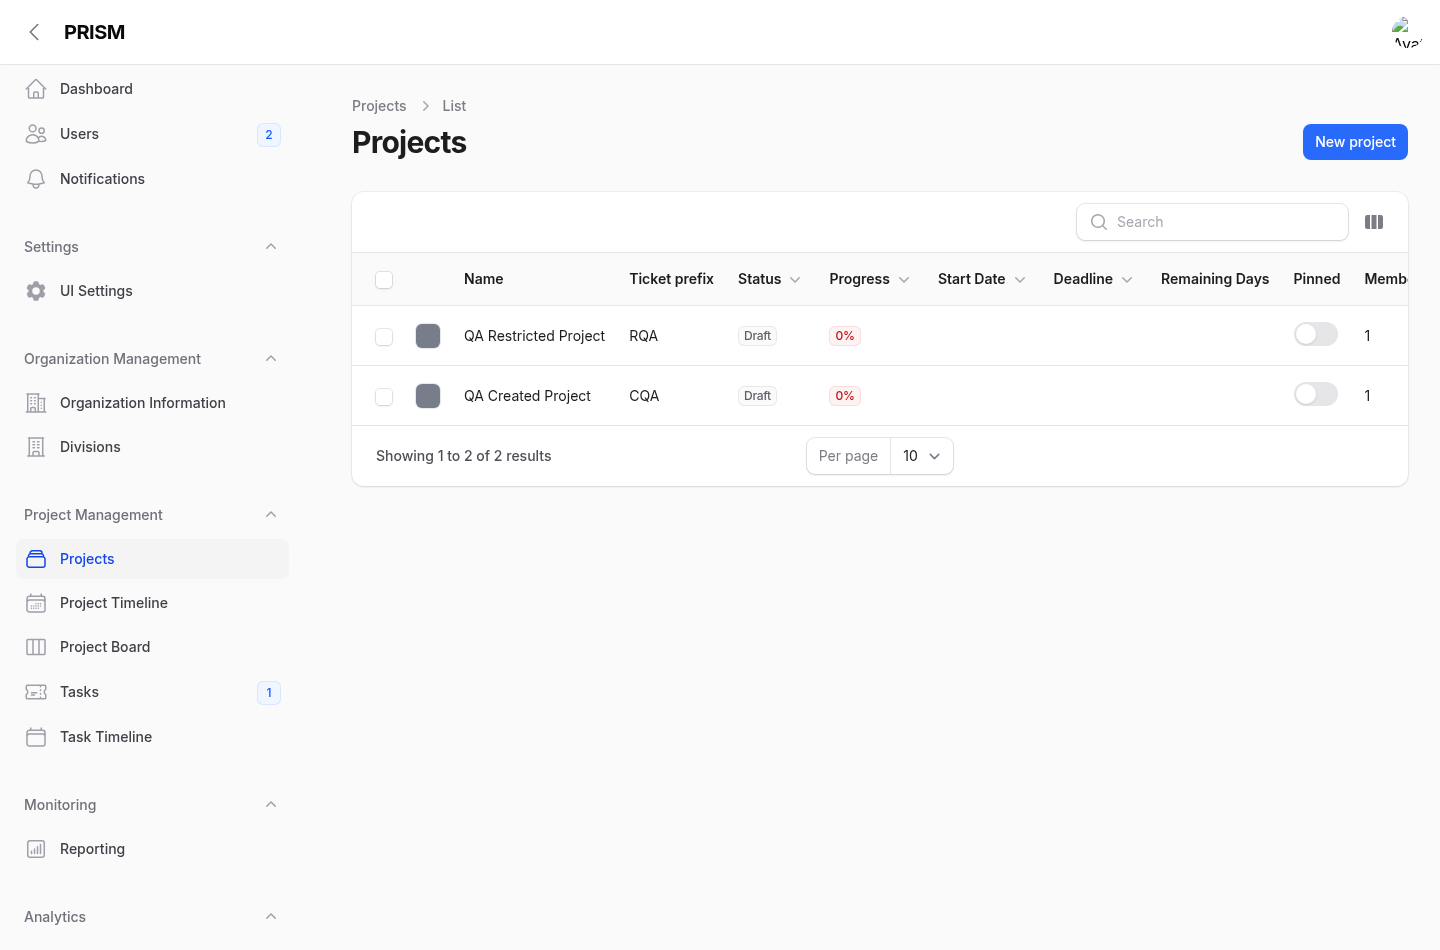 PRISM
Dashboard
Users 2
Notifications
Settings
UI Settings
Organization Management
Organization Information
Divisions
Project Management
Projects
Project Timeline
Project Board
Tasks 1
Task Timeline
Monitoring
Reporting
Analytics
Projects List
Projects
New project
Search
Name Ticket prefix Status Progress Start Date Deadline Remaining Days Pinned
QA Restricted Project RQA Draft 0% 1
QA Created Project CQA Draft 0% 1
Showing 1 to 2 of 2 results
Per page 10